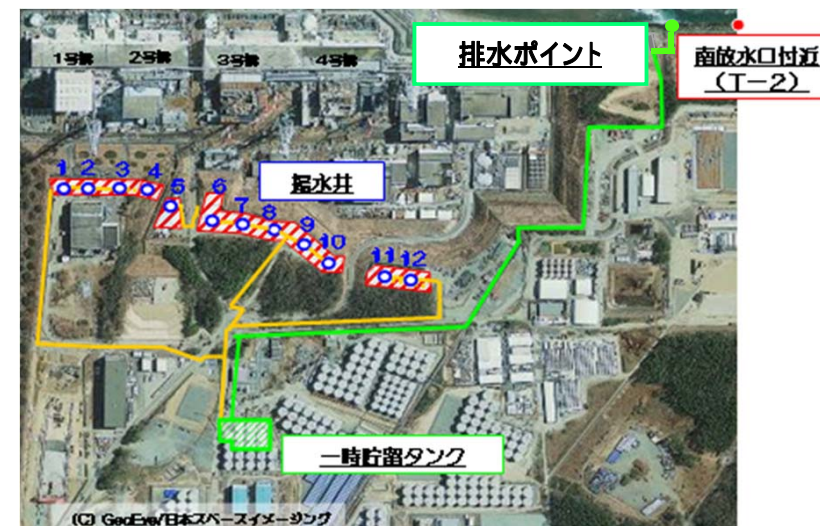 排水ポイント
南放水口付近
（T－2）
1号機
2号機
3号機
4号機
1 2 3 4
5
6
7
8
9
10
11 12
揚水井
一時貯留タンク
(C) GeoEye/日本スペースイメージング